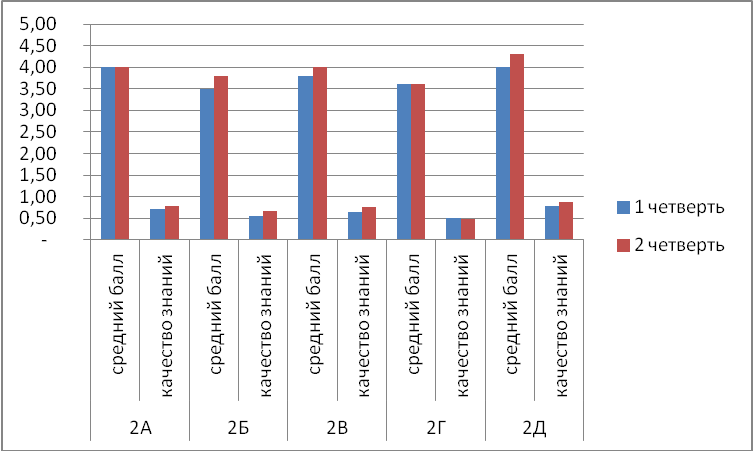 5,00
4,50
4,00
3,50
3,00
2,50
2,00
1,50
1,00
0,50
-
средний балл
качество знаний
средний балл
качество знаний
средний балл
качество знаний
средний балл
качество знаний
средний балл
качество знаний
2А
2Б
2В
2Г
2Д
1 четверть
2 четверть